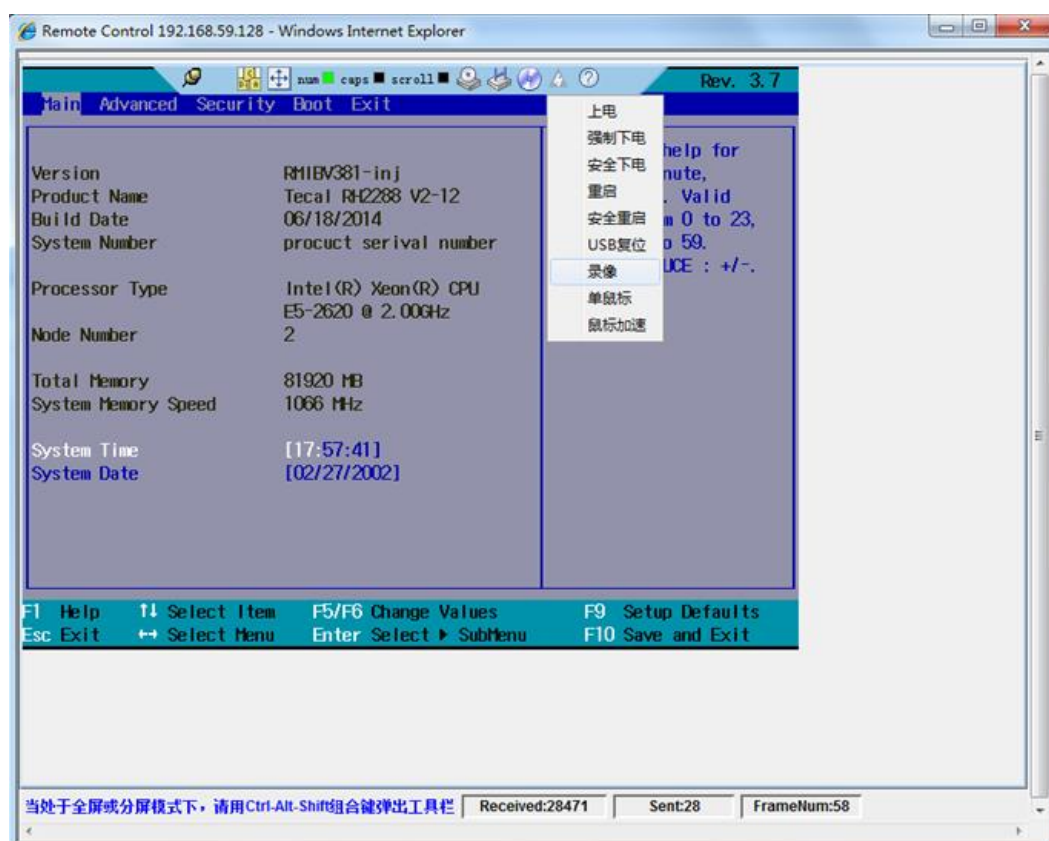 Remote Control 192.168.59.128 - Windows Internet Explorer
num caps scroll
Rev. 3.7
Main Advanced Security Boot Exit
上电
强制下电
安全下电
重启
安全重启
USB复位
录像
单鼠标
鼠标加速
help for
nute,
. Valid
m 0 to 23,
o 59.
UCE : +/-.
Version RMIBV381-inj
Product Name Tecal RH2288 V2-12
Build Date 06/18/2014
System Number procuct serival number
Processor Type Intel(R) Xeon(R) CPU
E5-2620 @ 2.00GHz
Node Number 2
Total Memory 81920 MB
System Memory Speed 1066 MHz
System Time [17:57:41]
System Date [02/27/2002]
F1 Help ↑↓ Select Item F5/F6 Change Values F9 Setup Defaults
Esc Exit ↔ Select Menu Enter Select ▶ SubMenu F10 Save and Exit
当处于全屏或分屏模式下，请用Ctrl-Alt-Shift组合键弹出工具栏 Received:28471 Sent:28 FrameNum:58